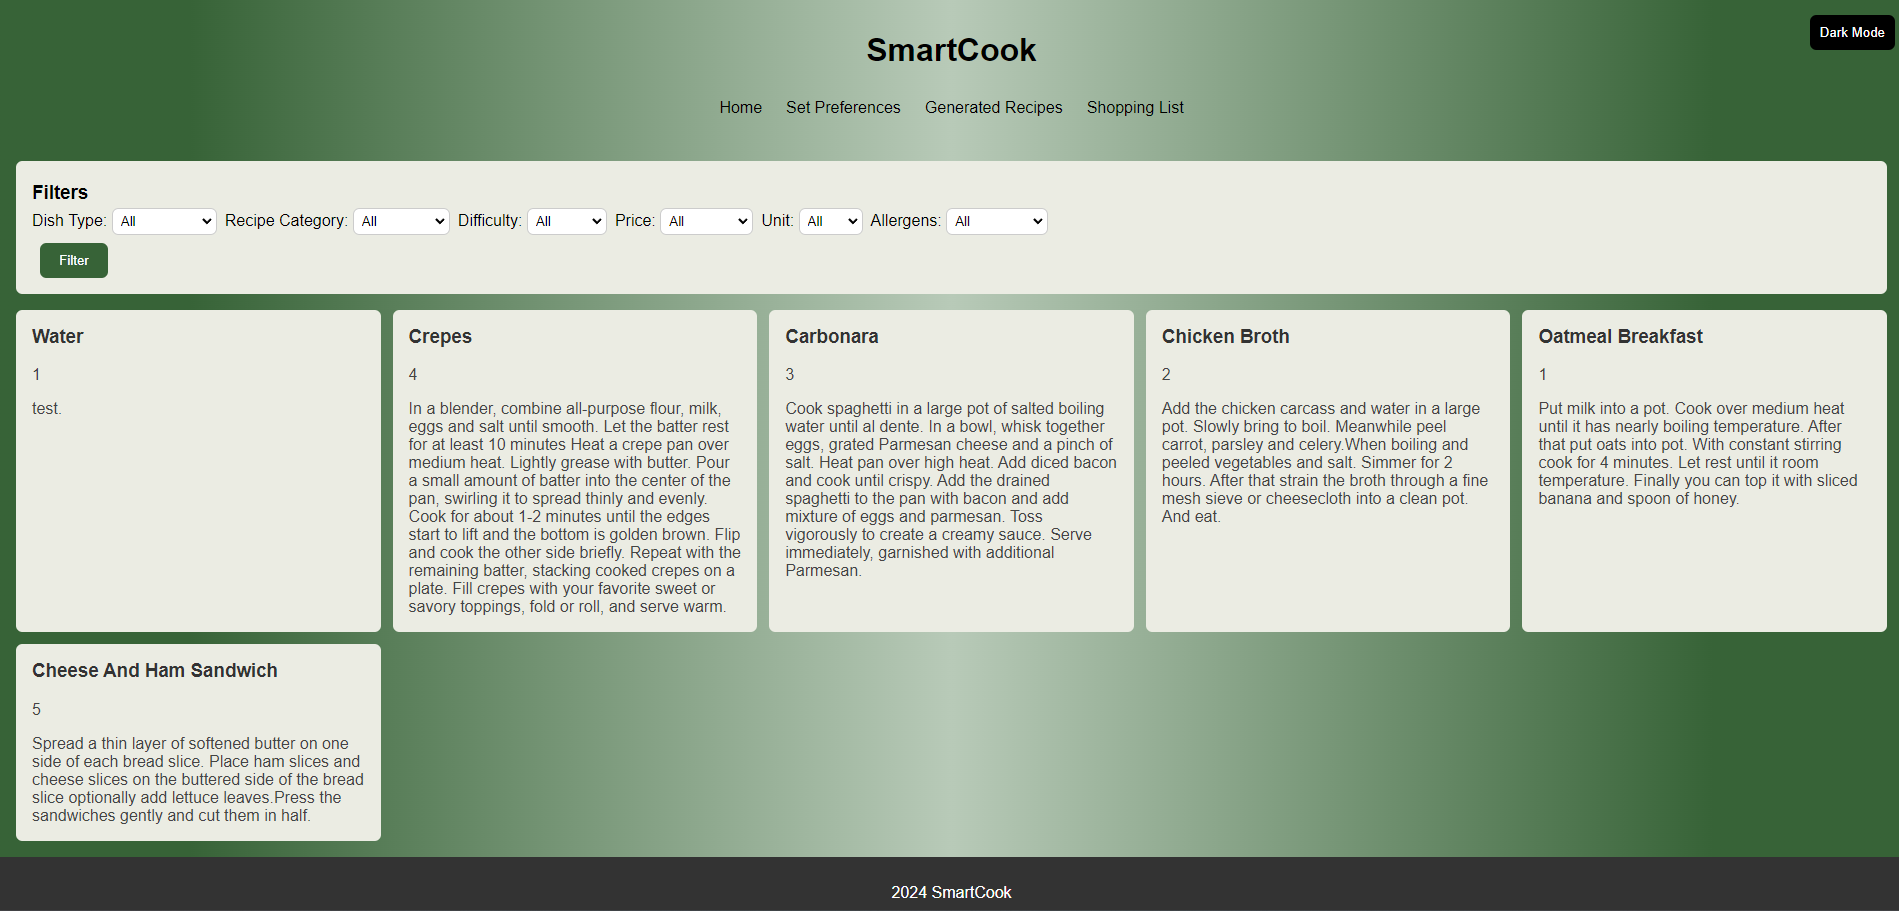 Dark Mode
SmartCook
Home Set Preferences Generated Recipes Shopping List
Filters
Dish Type: All Recipe Category: All Difficulty: All Price: All Unit: All Allergens: All
Filter
Water
1
test.
Crepes
4
In a blender, combine all-purpose flour, milk,
eggs and salt until smooth. Let the batter rest
for at least 10 minutes Heat a crepe pan over
medium heat. Lightly grease with butter. Pour
a small amount of batter into the center of the
pan, swirling it to spread thinly and evenly.
Cook for about 1-2 minutes until the edges
start to lift and the bottom is golden brown. Flip
and cook the other side briefly. Repeat with the
remaining batter, stacking cooked crepes on a
plate. Fill crepes with your favorite sweet or
savory toppings, fold or roll, and serve warm.
Carbonara
3
Cook spaghetti in a large pot of salted boiling
water until al dente. In a bowl, whisk together
eggs, grated Parmesan cheese and a pinch of
salt. Heat pan over high heat. Add diced bacon
and cook until crispy. Add the drained
spaghetti to the pan with bacon and add
mixture of eggs and parmesan. Toss
vigorously to create a creamy sauce. Serve
immediately, garnished with additional
Parmesan.
Chicken Broth
2
Add the chicken carcass and water in a large
pot. Slowly bring to boil. Meanwhile peel
carrot, parsley and celery.When boiling and
peeled vegetables and salt. Simmer for 2
hours. After that strain the broth through a fine
mesh sieve or cheesecloth into a clean pot.
And eat.
Oatmeal Breakfast
1
Put milk into a pot. Cook over medium heat
until it has nearly boiling temperature. After
that put oats into pot. With constant stirring
cook for 4 minutes. Let rest until it room
temperature. Finally you can top it with sliced
banana and spoon of honey.
Cheese And Ham Sandwich
5
Spread a thin layer of softened butter on one
side of each bread slice. Place ham slices and
cheese slices on the buttered side of the bread
slice optionally add lettuce leaves.Press the
sandwiches gently and cut them in half.
2024 SmartCook